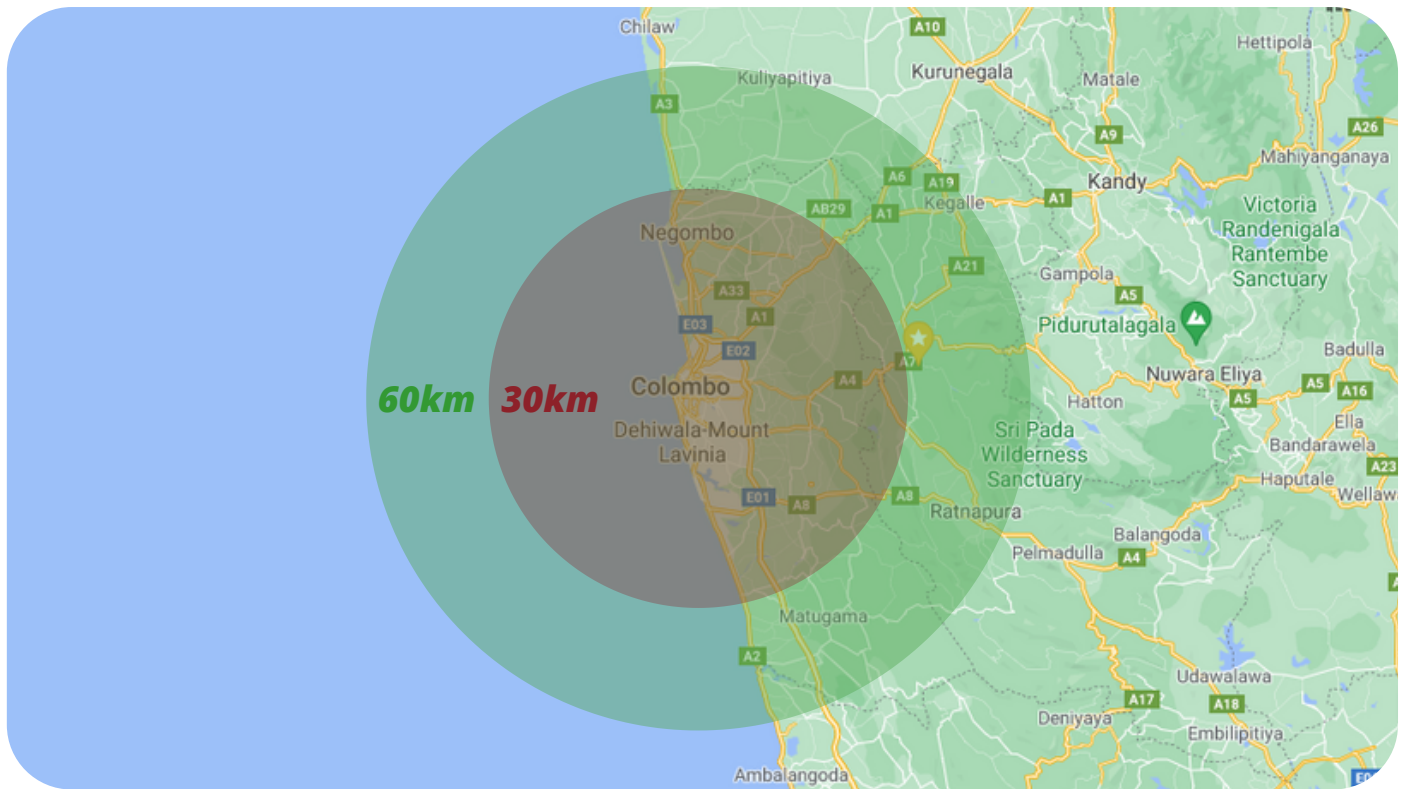 Chilaw
A10
Hettipola
Kuliyapitiya
Kurunegala
Matale
A3
A26
A9
Mahiyanganaya
A6
A19
Kandy
A1
Kegalle
AB29
A1
Victoria
Randenigala
Rantembe
Sanctuary
Negombo
A21
Gampola
A33
A5
A1
E03
Pidurutalagala
E02
A7
Badulla
Colombo
A4
Nuwara Eliya
A5
A16
60km
30km
Hatton
A5
Ella
Dehiwala-Mount
Lavinia
Sri Pada
Wilderness
Sanctuary
Bandarawela
A23
Haputale
Wellaw
E01
A8
A8
Ratnapura
Balangoda
Pelmadulla
A4
Matugama
A2
Udawalawa
A17
A18
Deniyaya
Embilipitiya
Ambalangoda